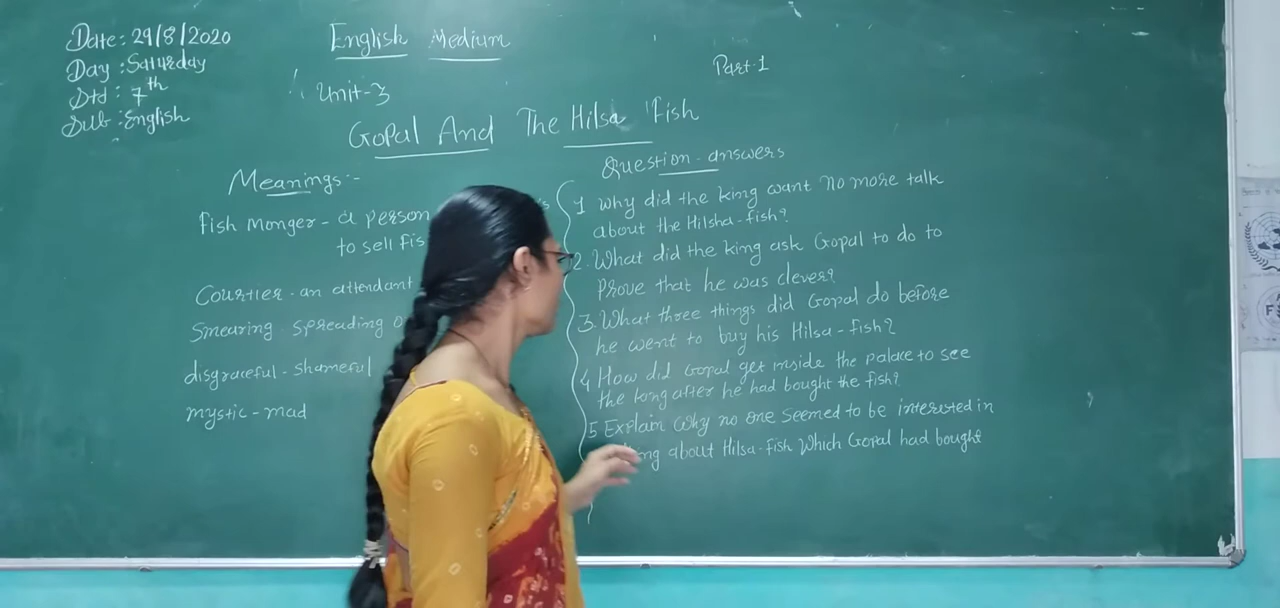 Date: 29/8/2020
Day: Saturday
Std: 7th
Sub: English
English Medium
Unit-3
Part-1
Gopal And The Hilsa Fish
Meanings :-
fish monger - a person
to sell fis
Courtier - an attendant
Smearing - spreading
disgraceful - shameful
mystic - mad
Question - answers
1 why did the king want no more talk
about the Hilsha-fish?
2. What did the king ask Gopal to do to
prove that he was clever?
3. What three things did Gopal do before
he went to buy his Hilsa-fish?
4 How did Gopal get inside the palace to see
the king after he had bought the fish?
5 Explain why no one seemed to be interested in
about Hilsa-fish which Gopal had bought